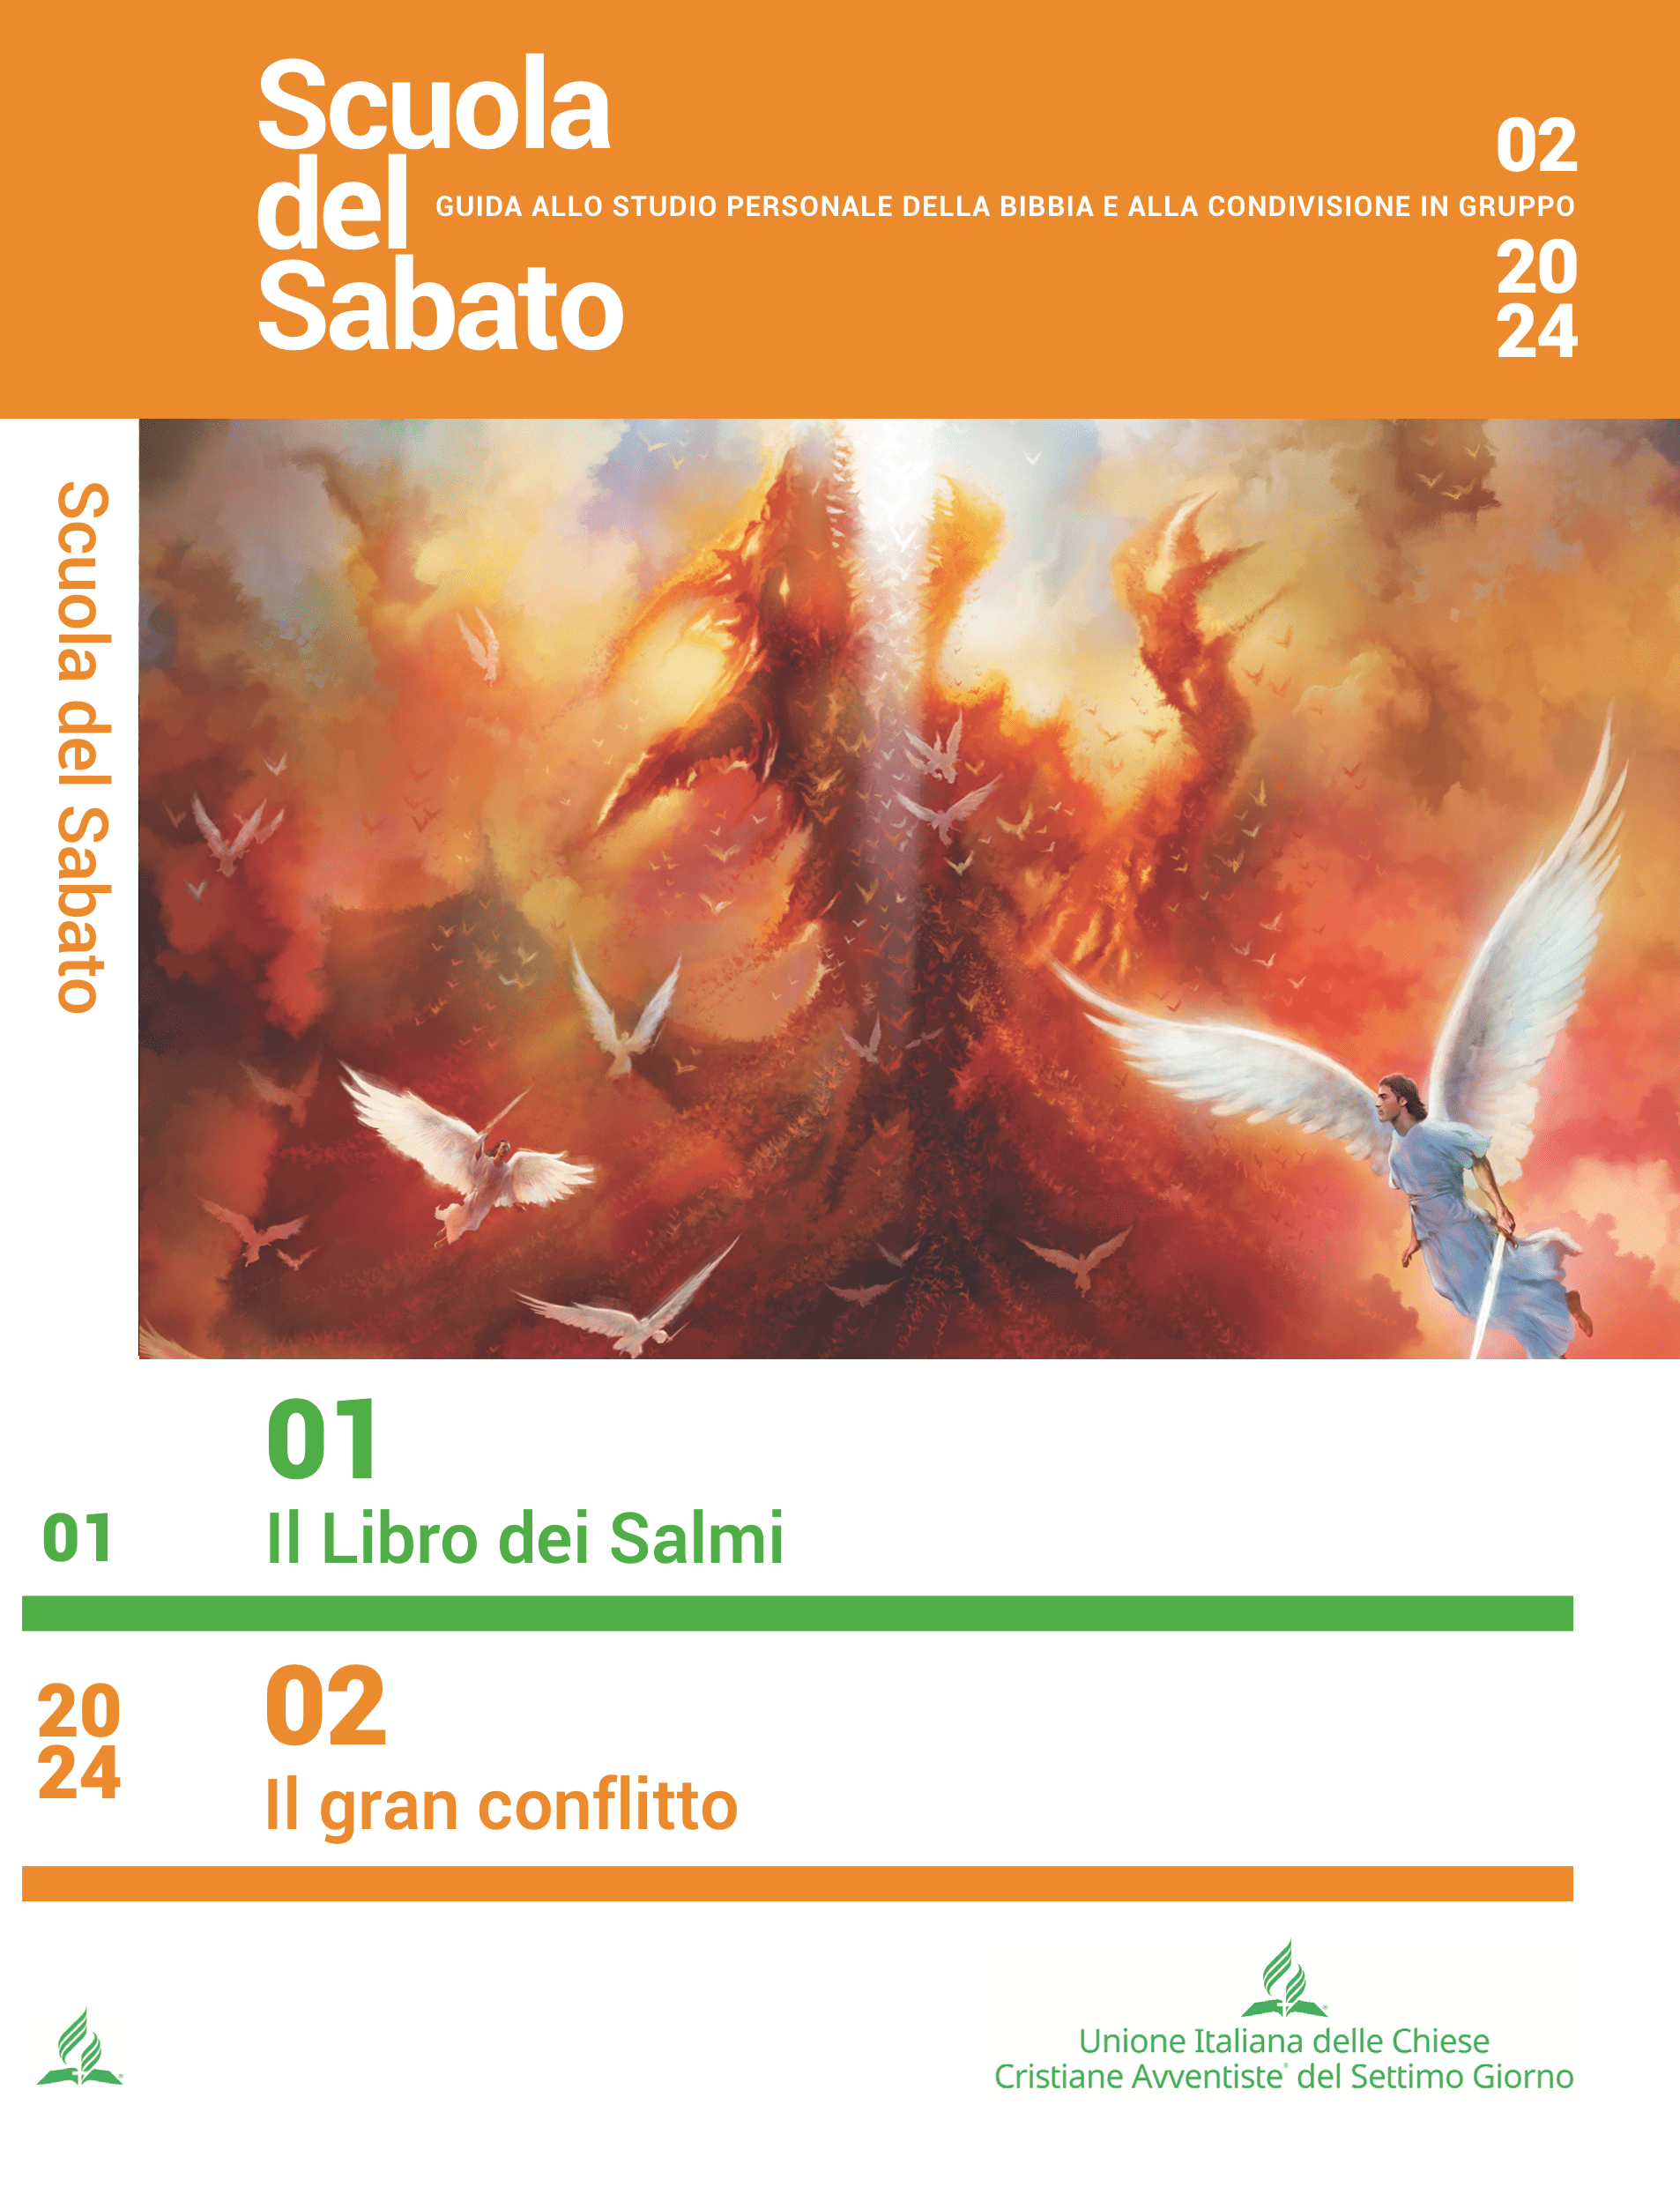 Scuola
del
Sabato
GUIDA ALLO STUDIO PERSONALE DELLA BIBBIA E ALLA CONDIVISIONE IN GRUPPO
02
20
24
Scuola del Sabato
01
Il Libro dei Salmi
01
02
Il gran conflitto
20
24
Unione Italiana delle Chiese
Cristiane Avventiste® del Settimo Giorno